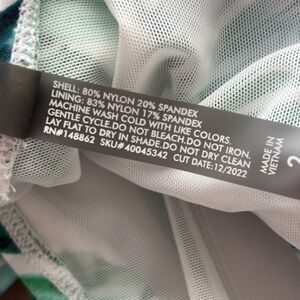 SHELL: 80% NYLON 20% SPANDEX
LINING: 83% NYLON 17% SPANDEX
MACHINE WASH COLD WITH LIKE COLORS.
GENTLE CYCLE.DO NOT BLEACH.DO NOT IRON.
LAY FLAT TO DRY IN SHADE.DO NOT DRY CLEAN
RN#148862 SKU#40045342 CUT DATE:12/2022
MADE IN
VIETNAM
2